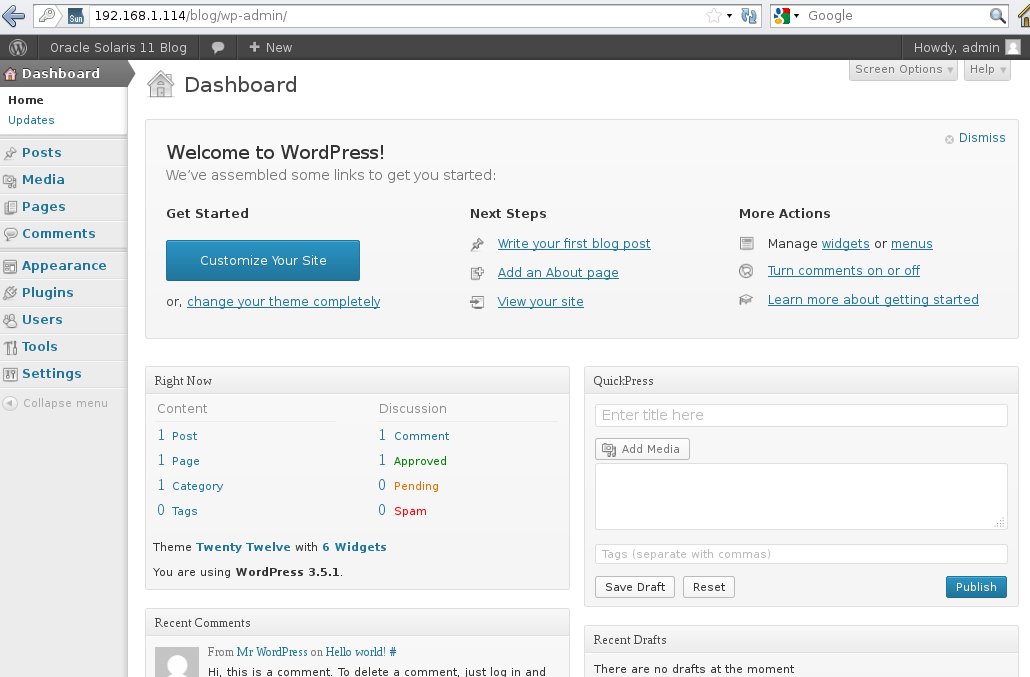 Sun 192.168.1.114/blog/wp-admin/ Google
Oracle Solaris 11 Blog + New Howdy, admin
Dashboard
Home
Updates
Posts
Media
Pages
Comments
Appearance
Plugins
Users
Tools
Settings
Collapse menu
Screen Options Help
Dashboard
Dismiss
Welcome to WordPress!
We've assembled some links to get you started:
Get Started
Customize Your Site
or, change your theme completely
Next Steps
Write your first blog post
Add an About page
View your site
More Actions
Manage widgets or menus
Turn comments on or off
Learn more about getting started
Right Now
Content
1 Post
1 Page
1 Category
0 Tags
Discussion
1 Comment
1 Approved
0 Pending
0 Spam
Theme Twenty Twelve with 6 Widgets
You are using WordPress 3.5.1.
Recent Comments
From Mr WordPress on Hello world! #
Hi, this is a comment. To delete a comment, just log in and
QuickPress
Enter title here
Add Media
Tags (separate with commas)
Save Draft Reset Publish
Recent Drafts
There are no drafts at the moment